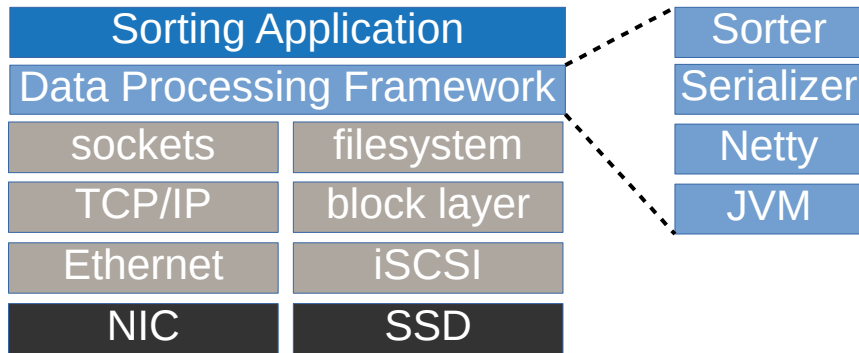 Sorting Application
Data Processing Framework
sockets
filesystem
TCP/IP
block layer
Ethernet
iSCSI
NIC
SSD
Sorter
Serializer
Netty
JVM